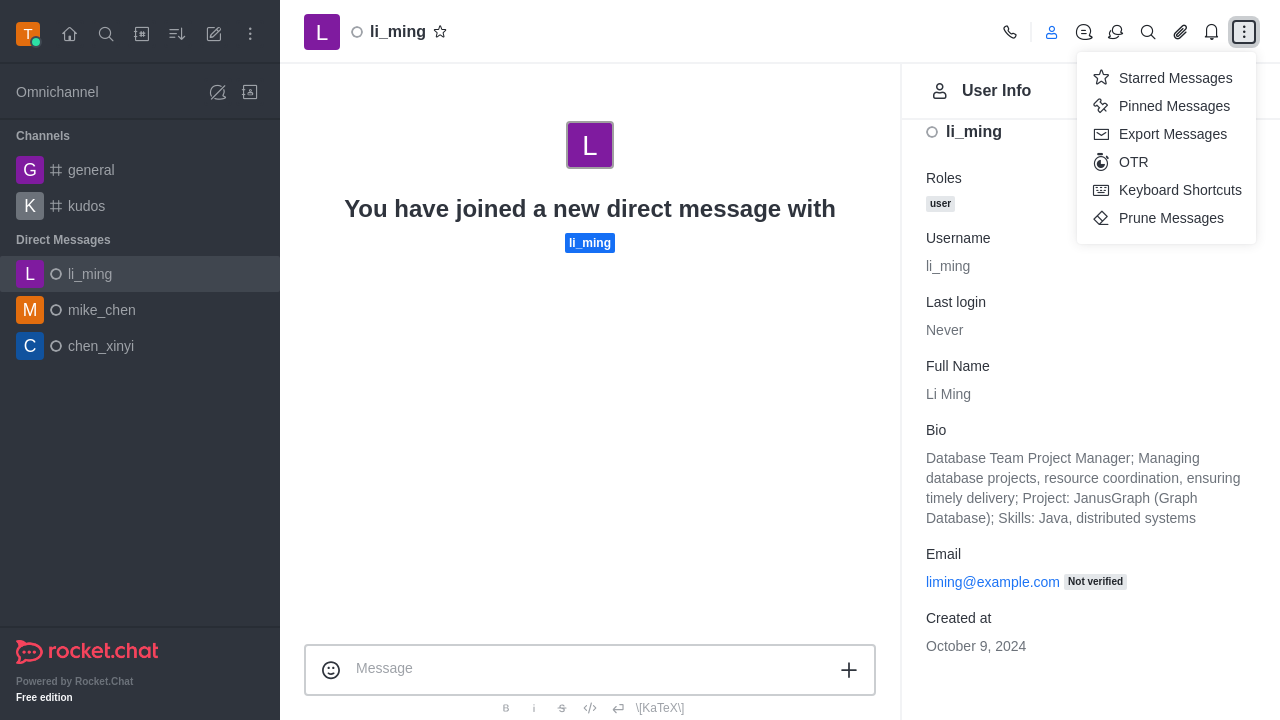 T
Omnichannel
Channels
G general
K kudos
Direct Messages
L li_ming
M mike_chen
C chen_xinyi
rocket.chat
Powered by Rocket.Chat
Free edition
L li_ming
L
You have joined a new direct message with
li_ming
Message
\[KaTeX\]
User Info
li_ming
Roles
user
Username
li_ming
Last login
Never
Full Name
Li Ming
Bio
Database Team Project Manager; Managing
database projects, resource coordination, ensuring
timely delivery; Project: JanusGraph (Graph
Database); Skills: Java, distributed systems
Email
liming@example.com Not verified
Created at
October 9, 2024
Starred Messages
Pinned Messages
Export Messages
OTR
Keyboard Shortcuts
Prune Messages